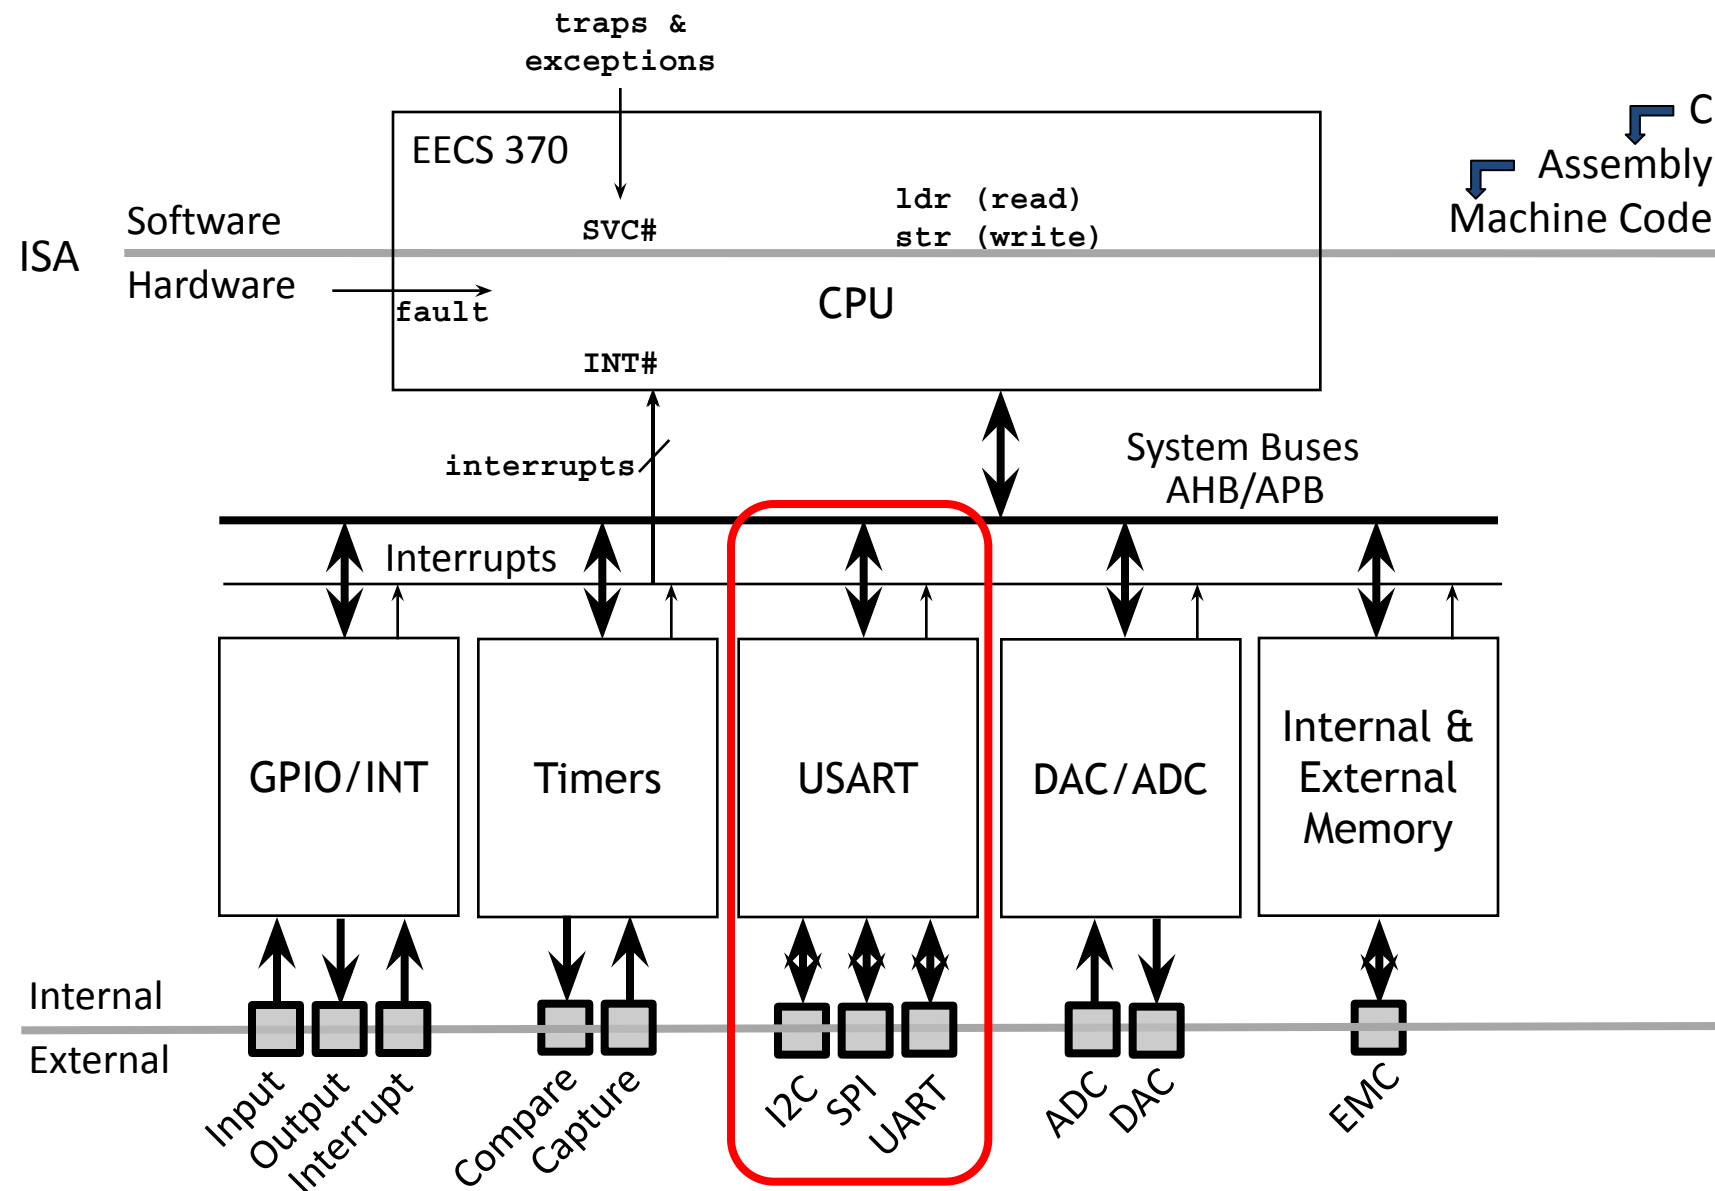 traps &
exceptions
EECS 370
C
Assembly
Machine Code
ldr (read)
str (write)
SVC#
Software
ISA
Hardware
fault
CPU
INT#
interrupts
System Buses
AHB/APB
Interrupts
GPIO/INT
Timers
USART
DAC/ADC
Internal &
External
Memory
Internal
External
Input
Output
Interrupt
Compare
Capture
I2C
SPI
UART
ADC
DAC
EMC